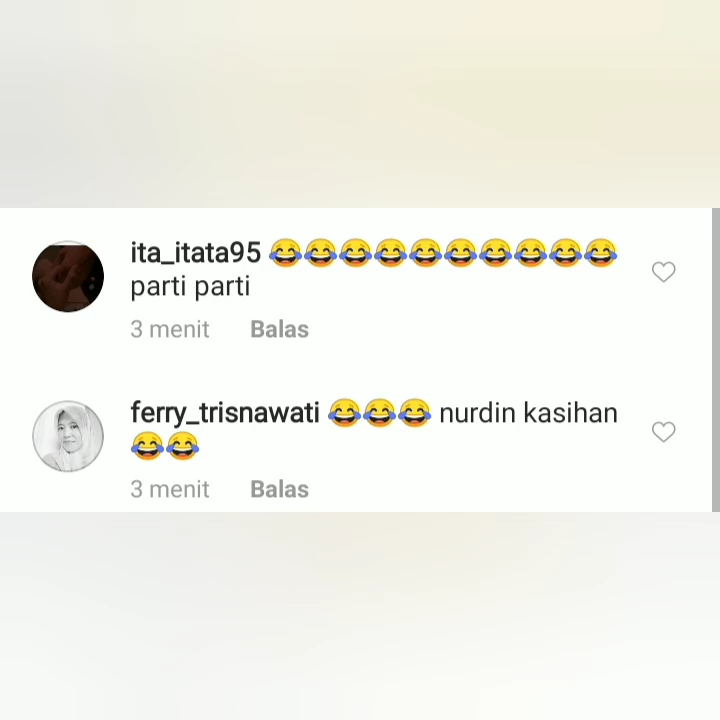 ita_itata95 😂😂😂😂😂😂😂😂😂😂
parti parti
3 menit Balas
ferry_trisnawati 😂😂😂 nurdin kasihan
😂😂
3 menit Balas